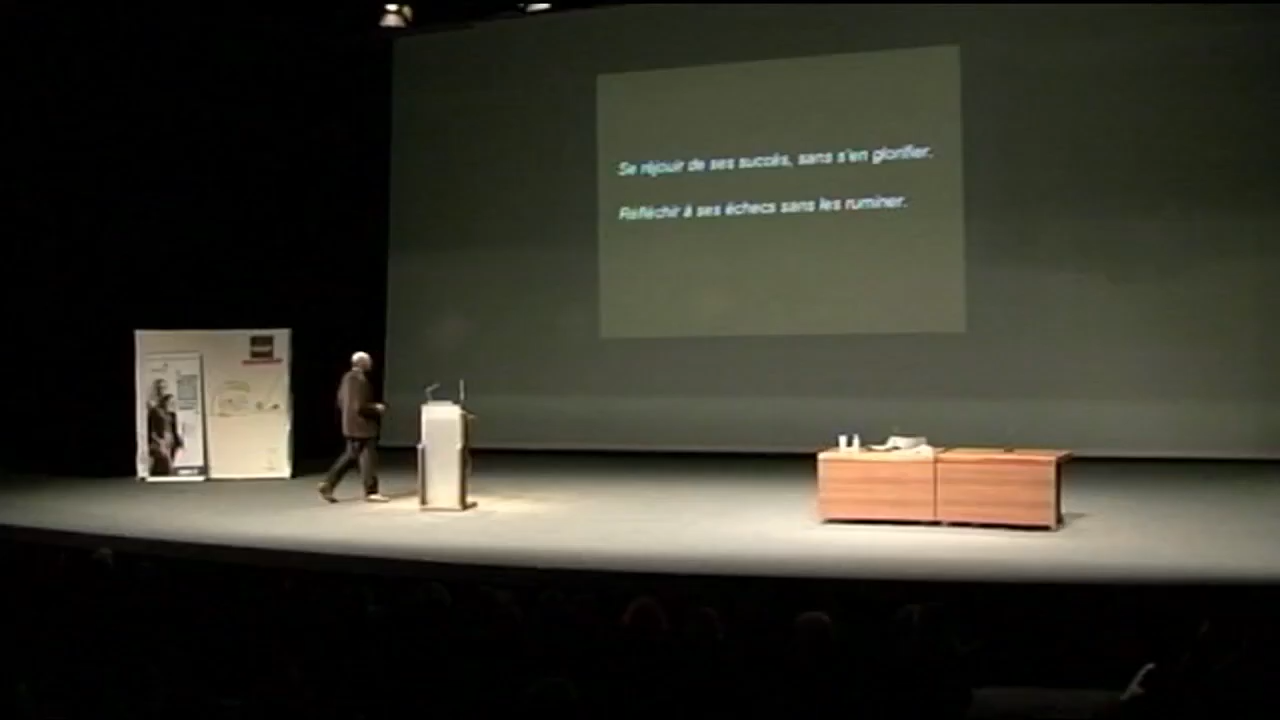 Se réjouir de ses succès, sans s'en glorifier.
Réfléchir à ses échecs sans les ruminer.